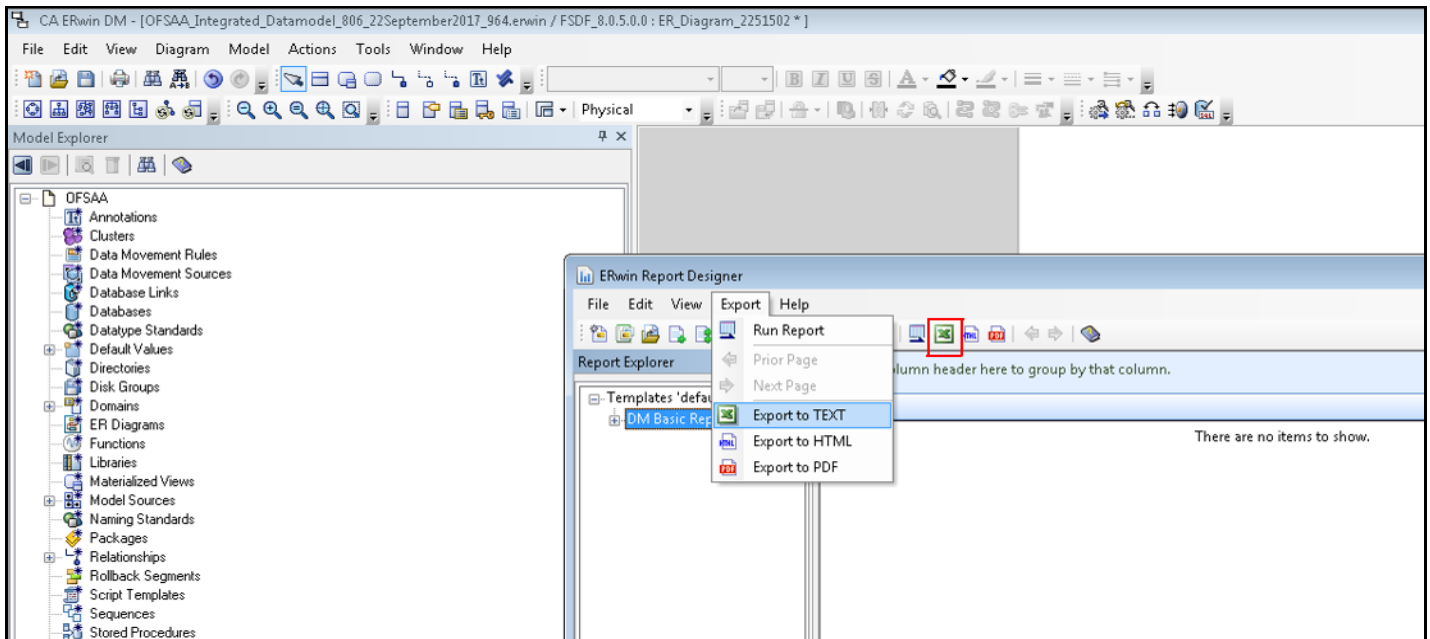 CA ERwin DM - [OFSAA_Integrated_Datamodel_806_22September2017_964.erwin / FSDF_8.0.5.0.0 : ER_Diagram_2251502 * ]
File Edit View Diagram Model Actions Tools Window Help
B I U S A
Physical
Model Explorer
OFSAA
Annotations
Clusters
Data Movement Rules
Data Movement Sources
Database Links
Databases
Datatype Standards
Default Values
Directories
Disk Groups
Domains
ER Diagrams
Functions
Libraries
Materialized Views
Model Sources
Naming Standards
Packages
Relationships
Rollback Segments
Script Templates
Sequences
Stored Procedures
ERwin Report Designer
File Edit View Export Help
Run Report
Prior Page
Next Page
Export to TEXT
Export to HTML
Export to PDF
Report Explorer
Templates 'defau
DM Basic Rep
lumn header here to group by that column.
There are no items to show.